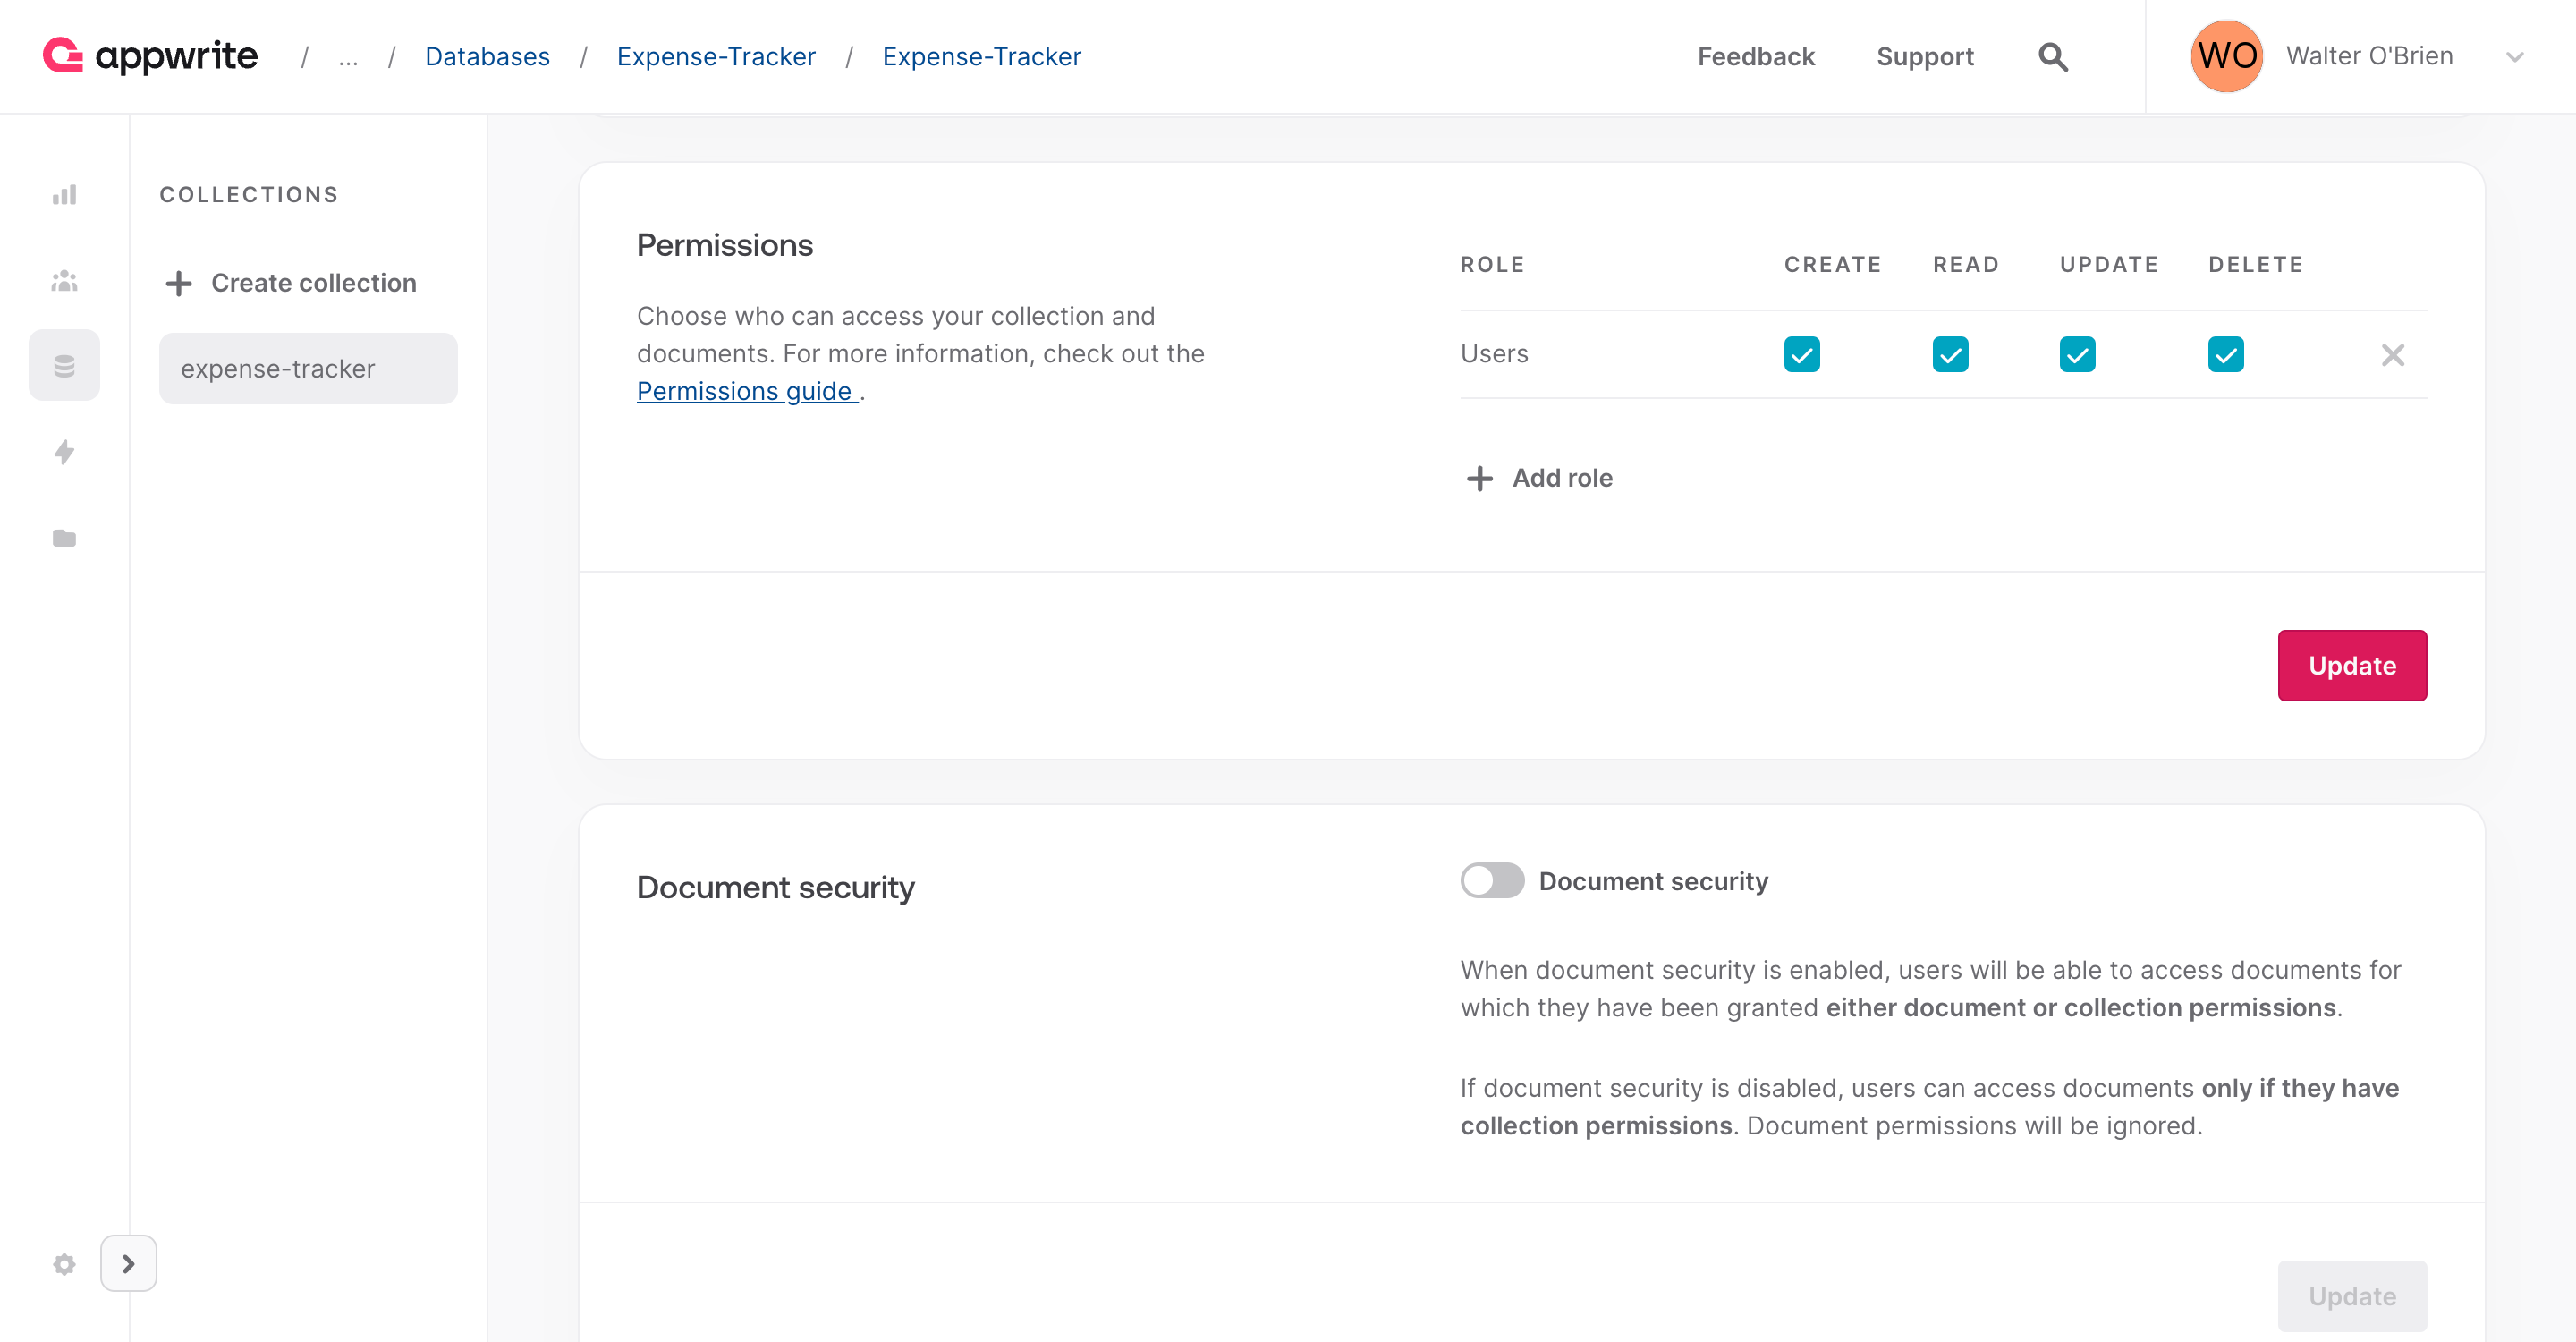 appwrite / ... / Databases / Expense-Tracker / Expense-Tracker Feedback Support WO Walter O'Brien
COLLECTIONS
Create collection
expense-tracker
Permissions
Choose who can access your collection and
documents. For more information, check out the
Permissions guide .
ROLE CREATE READ UPDATE DELETE
Users
Add role
Update
Document security
Document security
When document security is enabled, users will be able to access documents for
which they have been granted either document or collection permissions.
If document security is disabled, users can access documents only if they have
collection permissions. Document permissions will be ignored.
Update